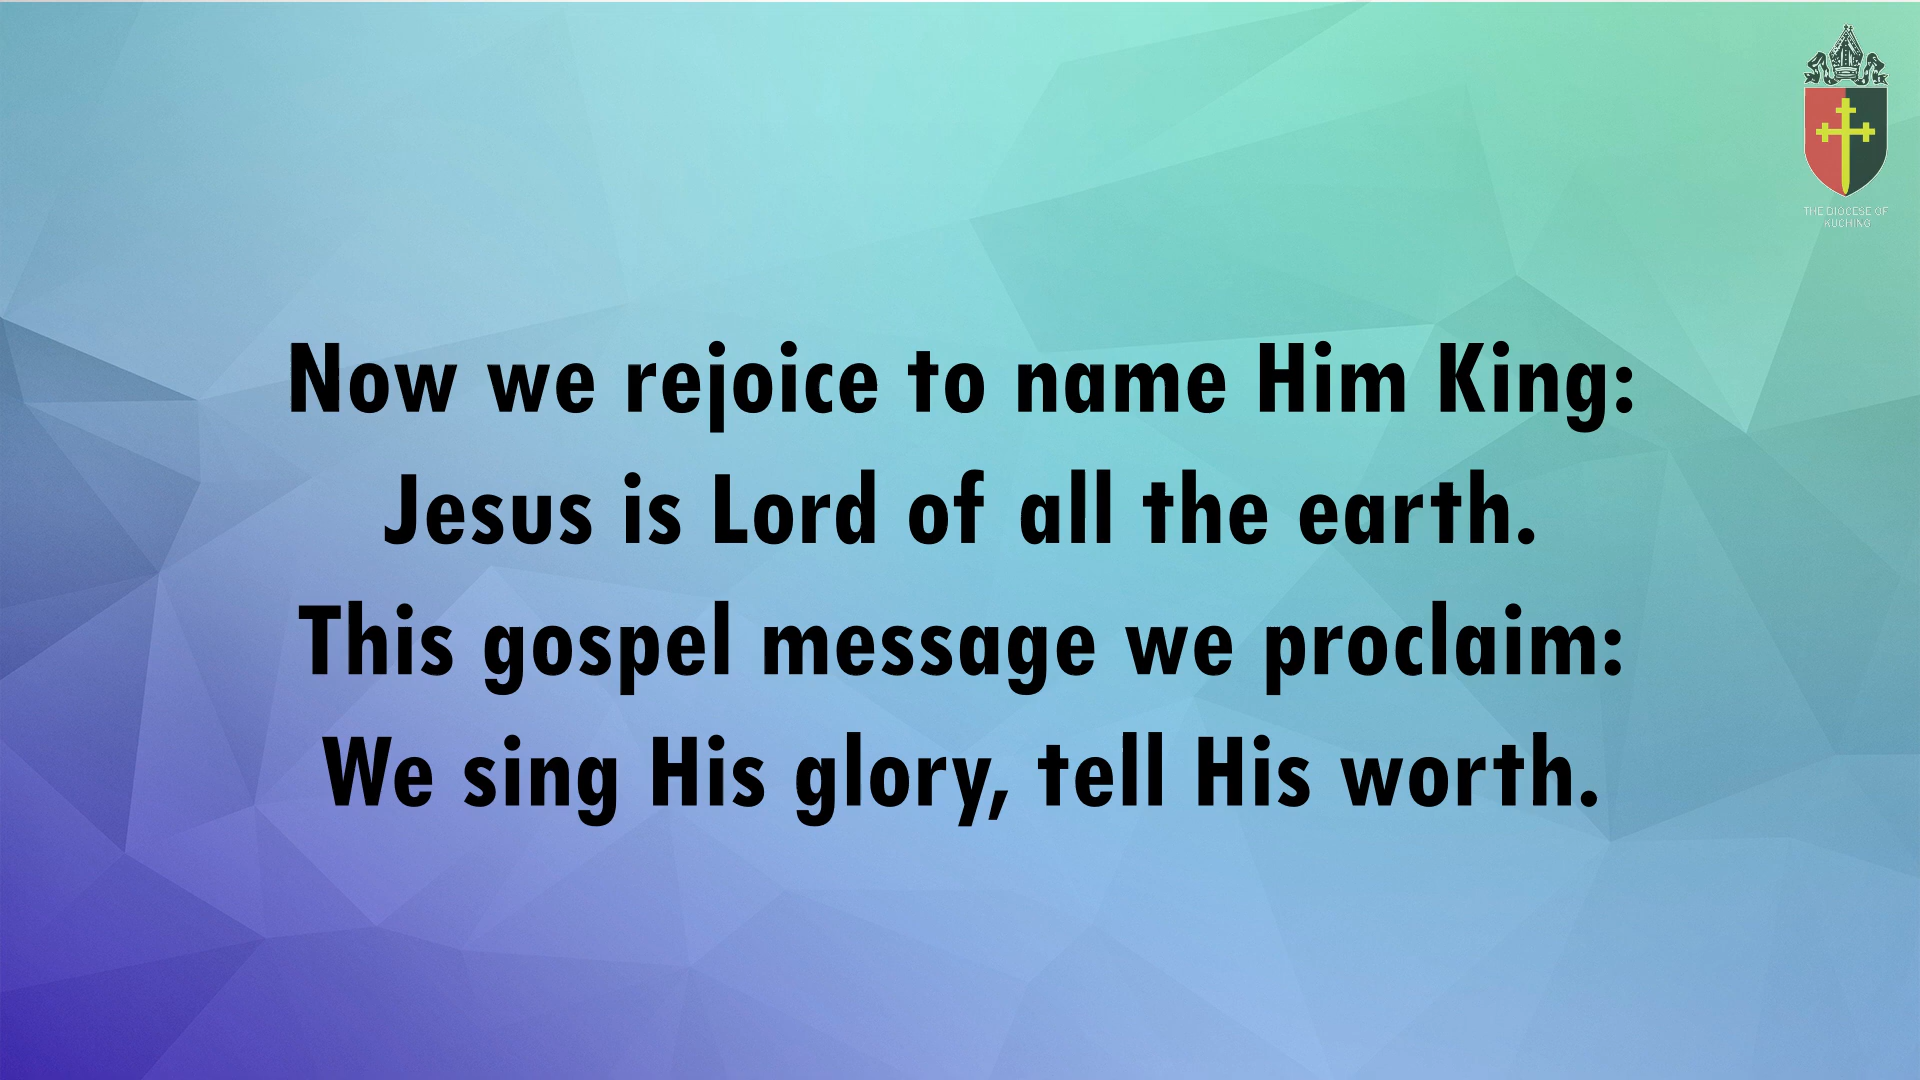 THE DIOCESE OF
KUCHING
Now we rejoice to name Him King:
Jesus is Lord of all the earth.
This gospel message we proclaim:
We sing His glory, tell His worth.